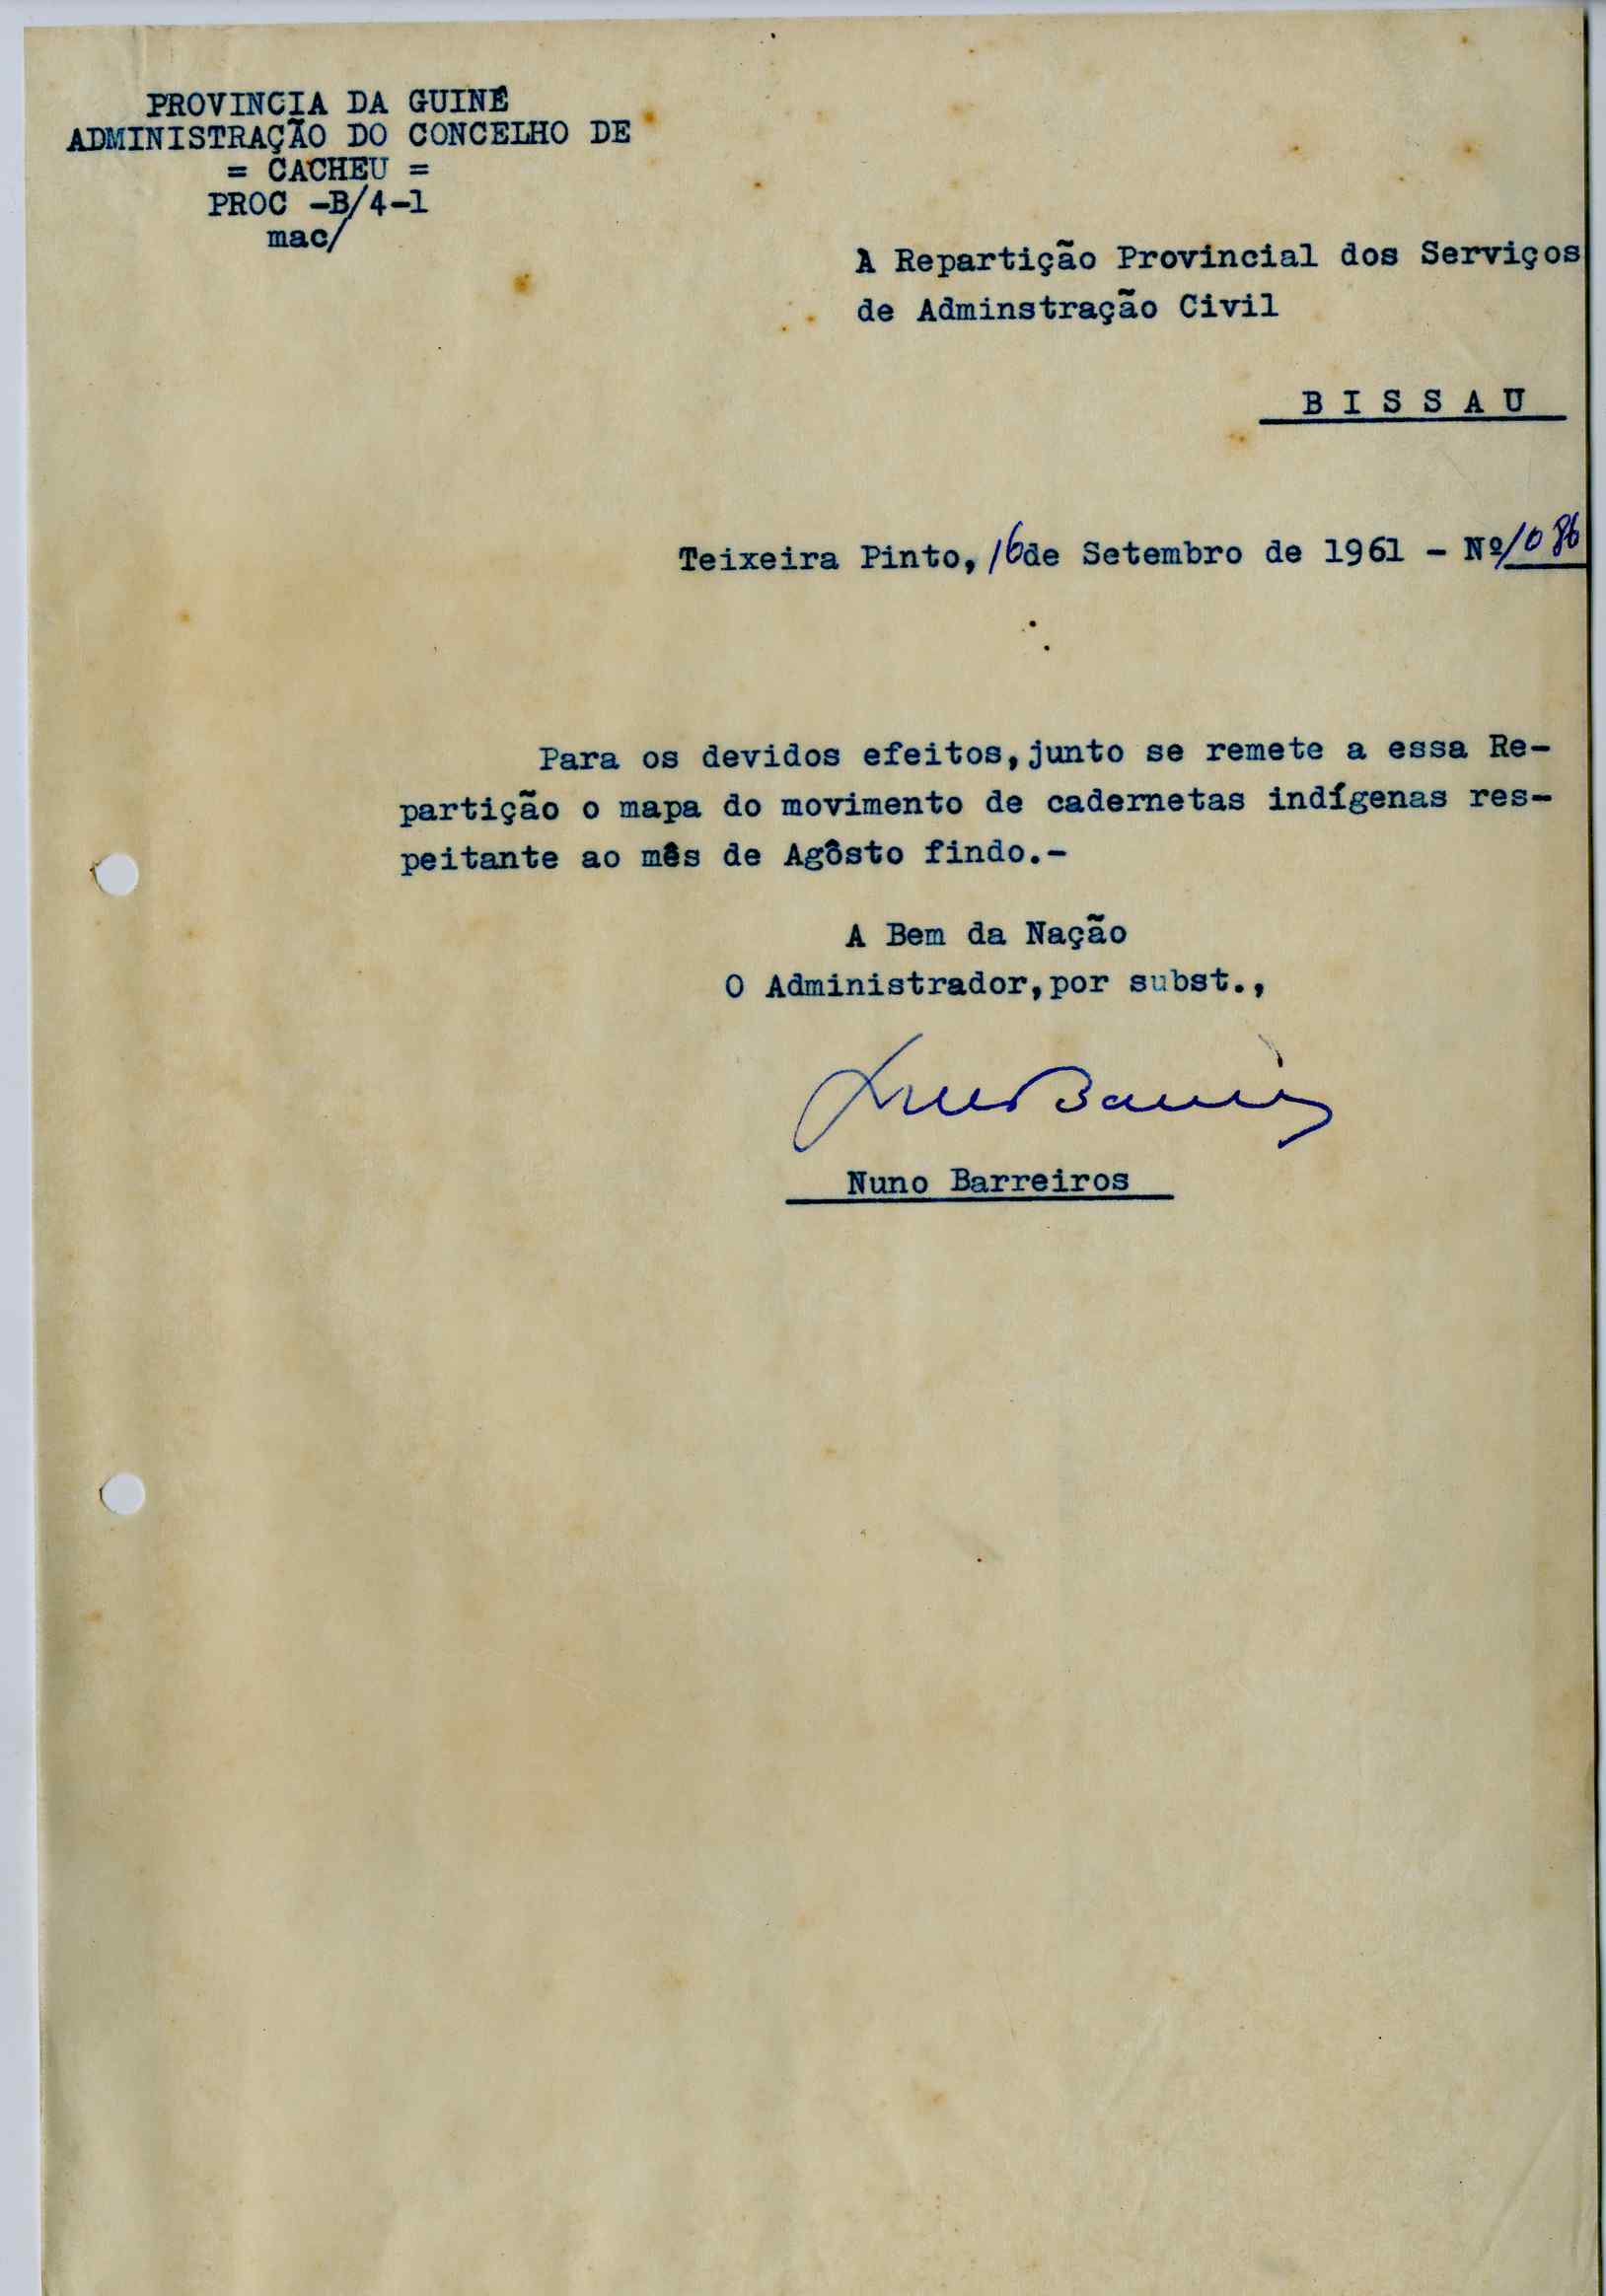 PROVINCIA DA GUINÉ
ADMINISTRAÇÃO DO CONCELHO DE
= CACHEU =
PROC -B/4-1
mac/
A Repartição Provincial dos Serviços
de Adminstração Civil
B I S S A U
Teixeira Pinto, 16 de Setembro de 1961 - Nº 1086
Para os devidos efeitos, junto se remete a essa Re-
partição o mapa do movimento de cadernetas indígenas res-
peitante ao mês de Agôsto findo.-
A Bem da Nação
O Administrador, por subst.,
Nuno Barreiros
Nuno Barreiros